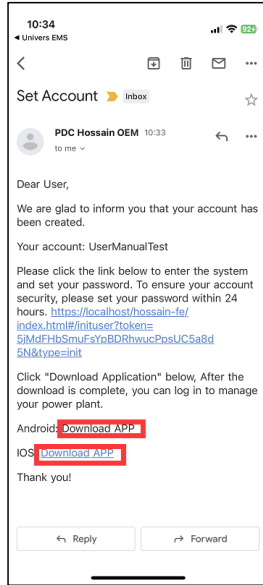 10:34
92
◄ Univers EMS
Set Account Inbox
PDC Hossain OEM 10:33
to me
Dear User,
We are glad to inform you that your account has
been created.
Your account: UserManualTest
Please click the link below to enter the system
and set your password. To ensure your account
security, please set your password within 24
hours. https://localhost/hossain-fe/
index.html#/inituser?token=
5jMdFHbSmuFsYpBDRhwucPpsUC5a8d
5N&type=init
Click "Download Application" below, After the
download is complete, you can log in to manage
your power plant.
Android: Download APP
IOS: Download APP
Thank you!
Reply Forward